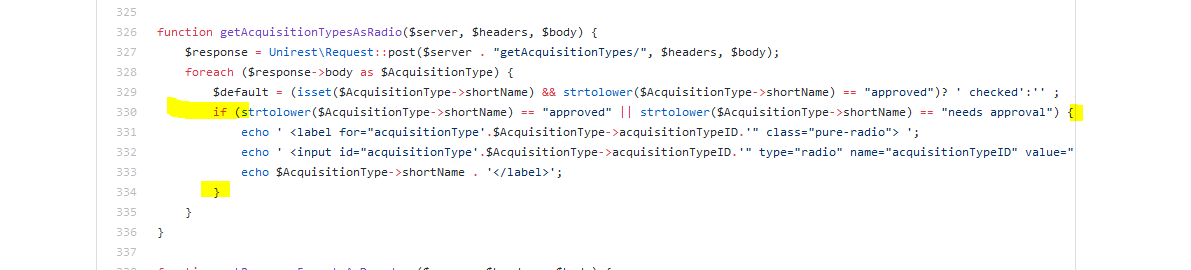 325
326 function getAcquisitionTypesAsRadio($server, $headers, $body) {
327 $response = Unirest\Request::post($server . "getAcquisitionTypes/", $headers, $body);
328 foreach ($response->body as $AcquisitionType) {
329 $default = (isset($AcquisitionType->shortName) && strtolower($AcquisitionType->shortName) == "approved")? ' checked':'' ;
330 if (strtolower($AcquisitionType->shortName) == "approved" || strtolower($AcquisitionType->shortName) == "needs approval") {
331 echo ' <label for="acquisitionType'.$AcquisitionType->acquisitionTypeID.'" class="pure-radio"> ';
332 echo ' <input id="acquisitionType'.$AcquisitionType->acquisitionTypeID.'" type="radio" name="acquisitionTypeID" value="
333 echo $AcquisitionType->shortName . '</label>';
334 }
335 }
336 }
337